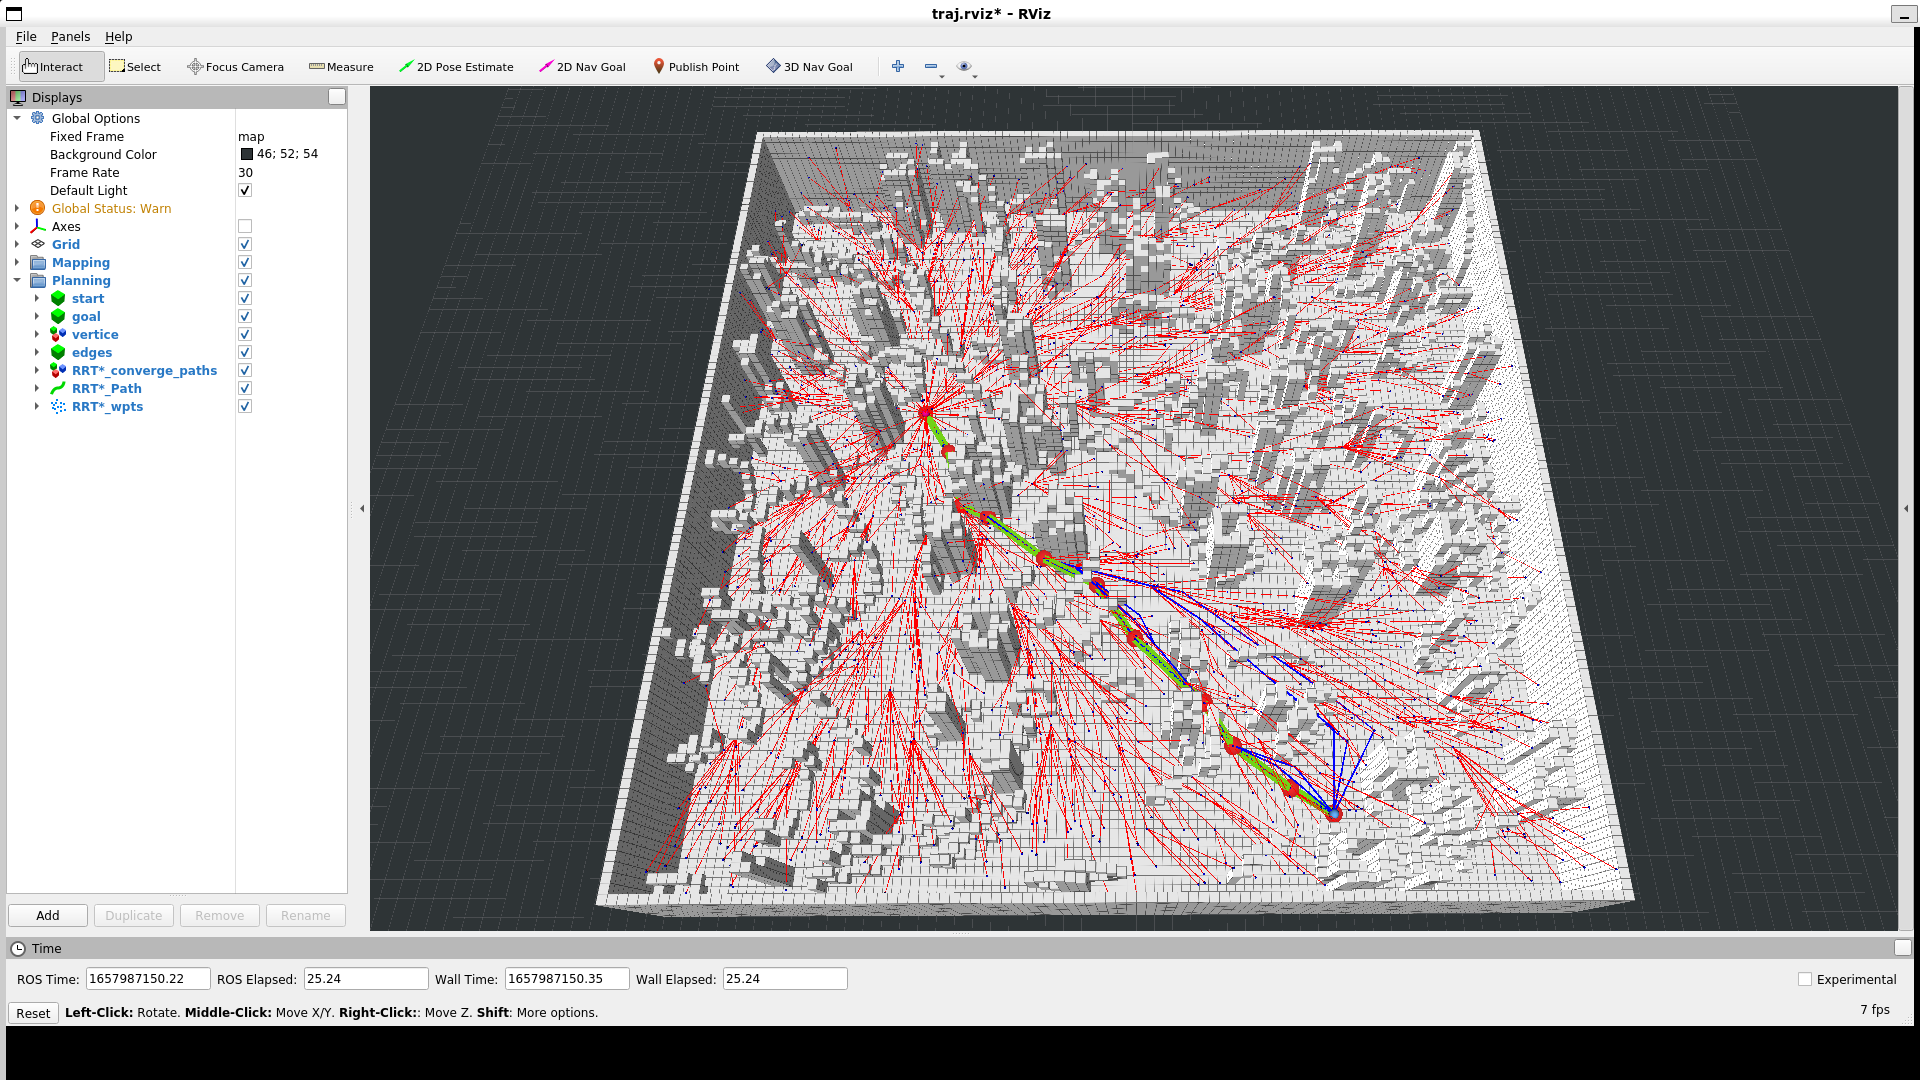 traj.rviz* – RViz
File Panels Help
Interact Select Focus Camera Measure 2D Pose Estimate 2D Nav Goal Publish Point 3D Nav Goal
Displays
Global Options
Fixed Frame map
Background Color 46; 52; 54
Frame Rate 30
Default Light
Global Status: Warn
Axes
Grid
Mapping
Planning
start
goal
vertice
edges
RRT*_converge_paths
RRT*_Path
RRT*_wpts
Add Duplicate Remove Rename
Time
ROS Time: 1657987150.22 ROS Elapsed: 25.24 Wall Time: 1657987150.35 Wall Elapsed: 25.24 Experimental
Reset Left-Click: Rotate. Middle-Click: Move X/Y. Right-Click:: Move Z. Shift: More options. 7 fps